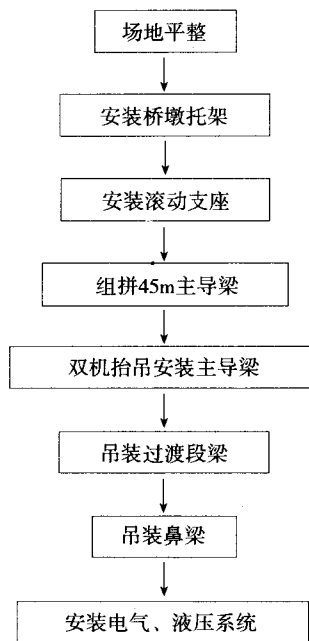 场地平整
安装桥墩托架
安装滚动支座
组拼45m主导梁
双机抬吊安装主导梁
吊装过渡段梁
吊装鼻梁
安装电气、液压系统